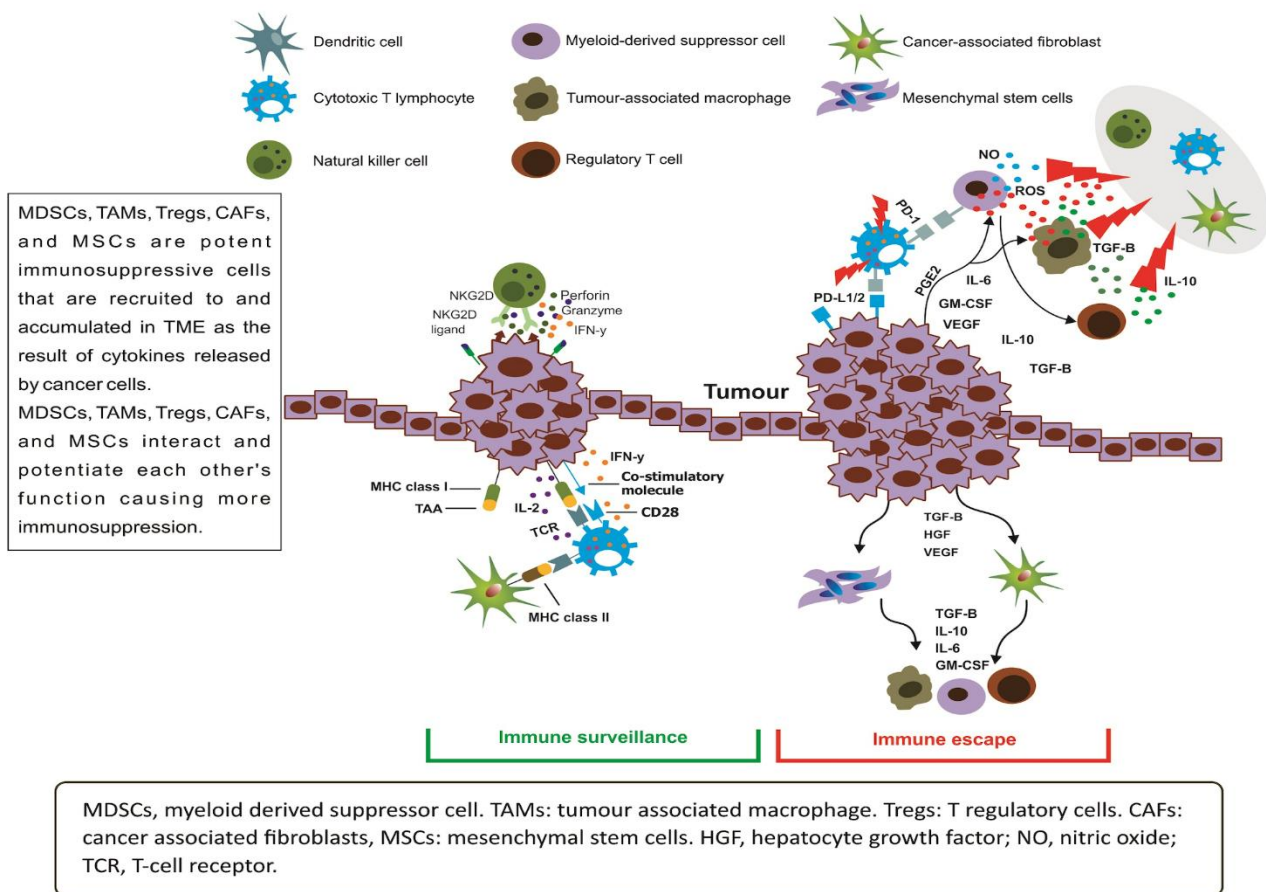 Dendritic cell
Myeloid-derived suppressor cell
Cancer-associated fibroblast
Cytotoxic T lymphocyte
Tumour-associated macrophage
Mesenchymal stem cells
Natural killer cell
Regulatory T cell
MDSCs, TAMs, Tregs, CAFs,
and MSCs are potent
immunosuppressive cells
that are recruited to and
accumulated in TME as the
result of cytokines released
by cancer cells.
MDSCs, TAMs, Tregs, CAFs,
and MSCs interact and
potentiate each other's
function causing more
immunosuppression.
NKG2D
NKG2D
ligand
Perforin
Granzyme
IFN-y
Tumour
MHC class I
TAA
IL-2
TCR
IFN-y
Co-stimulatory
molecule
CD28
MHC class II
NO
ROS
PD-1
TGF-B
IL-10
PD-L1/2
PGE2
IL-6
GM-CSF
VEGF
IL-10
TGF-B
TGF-B
HGF
VEGF
TGF-B
IL-10
IL-6
GM-CSF
Immune surveillance
Immune escape
MDSCs, myeloid derived suppressor cell. TAMs: tumour associated macrophage. Tregs: T regulatory cells. CAFs:
cancer associated fibroblasts, MSCs: mesenchymal stem cells. HGF, hepatocyte growth factor; NO, nitric oxide;
TCR, T-cell receptor.